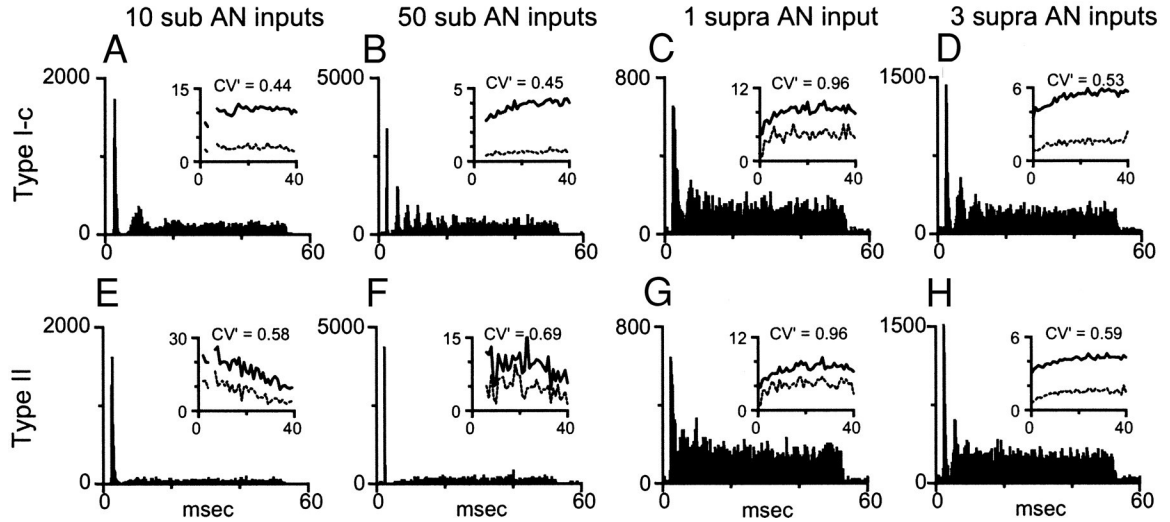 10 sub AN inputs
50 sub AN inputs
1 supra AN input
3 supra AN inputs
A
B
C
D
Type I-c
2000
1000
0
0
60
15
0
0
40
CV' = 0.44
5000
0
0
60
5
0
0
40
CV' = 0.45
800
400
0
0
60
12
0
0
40
CV' = 0.96
1500
0
0
60
6
0
0
40
CV' = 0.53
E
F
G
H
Type II
2000
1000
0
0
60
msec
30
0
0
40
CV' = 0.58
5000
0
0
60
msec
15
0
0
40
CV' = 0.69
800
400
0
0
60
msec
12
0
0
40
CV' = 0.96
1500
0
0
60
msec
6
0
0
40
CV' = 0.59